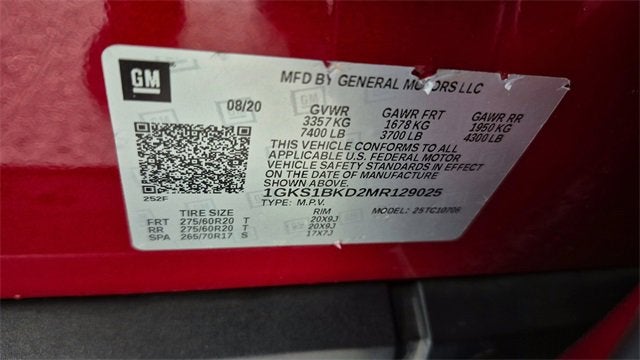 GM
MFD BY GENERAL MOTORS LLC
08/20 GVWR GAWR FRT GAWR RR
3357 KG 1678 KG 1950 KG
7400 LB 3700 LB 4300 LB
THIS VEHICLE CONFORMS TO ALL
APPLICABLE U.S. FEDERAL MOTOR
VEHICLE SAFETY STANDARDS IN EFFECT
ON THE DATE OF MANUFACTURE
1GKS1BKD2MR129025
252F TYPE: M.P.V. MODEL: 25TC10706
TIRE SIZE RIM
FRT 275/60R20 T 20X9J
RR 275/60R20 T 20X9J
SPA 265/70R17 S 17X7J